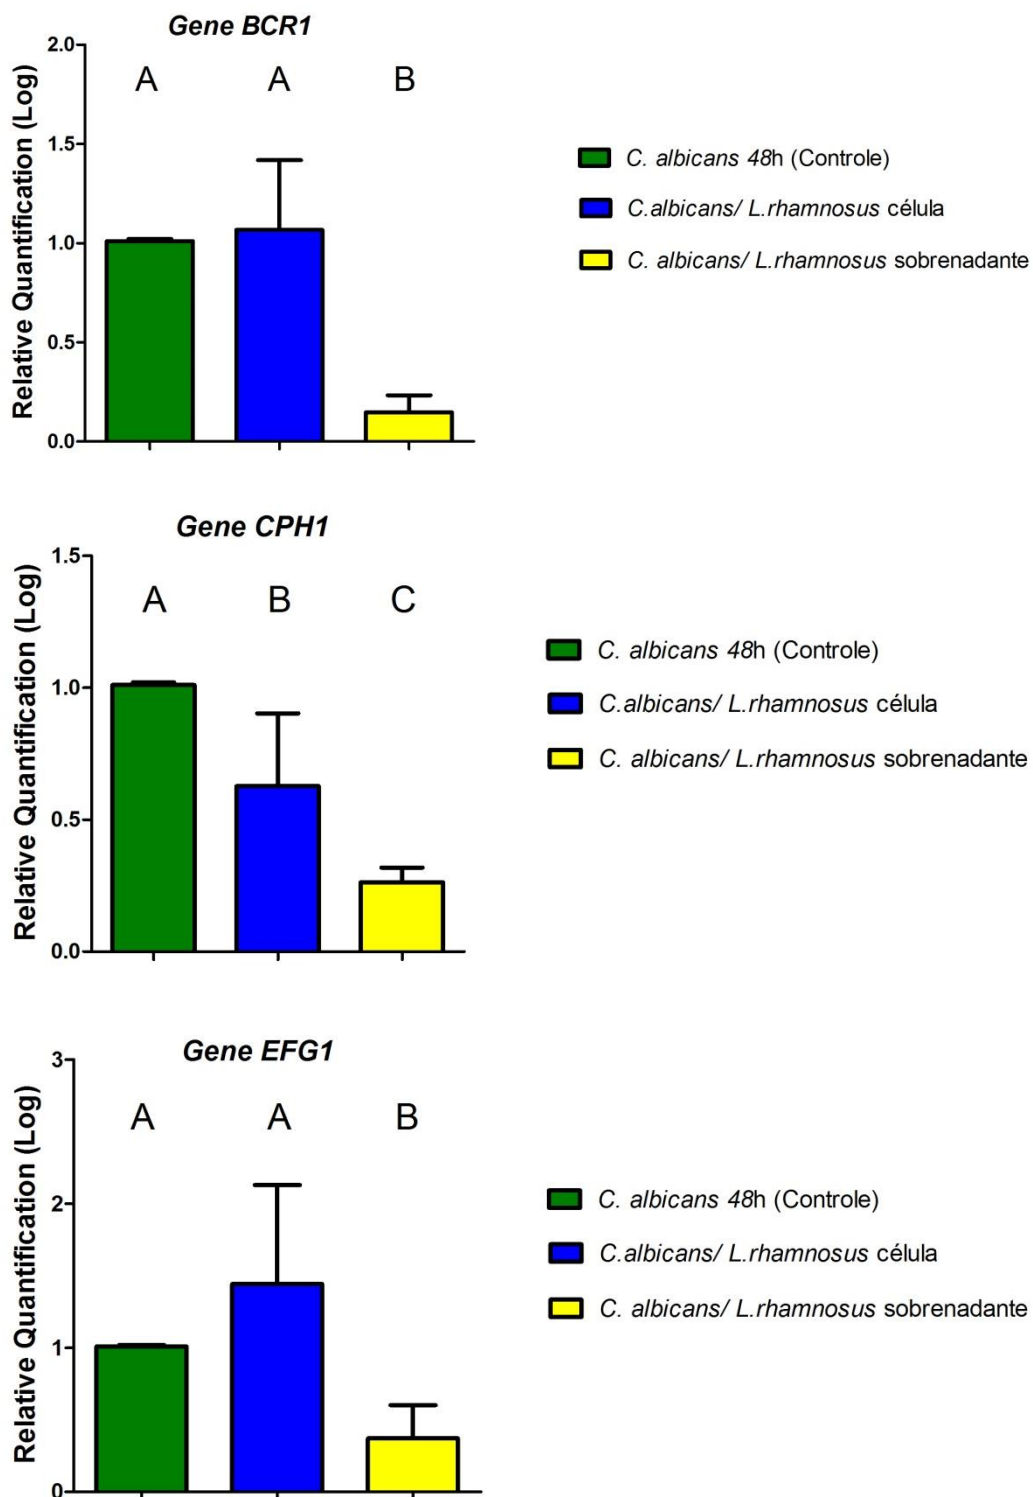 Gene BCR1
Relative Quantification (Log)
2.0
1.5
1.0
0.5
0.0
A A B
C. albicans 48h (Controle)
C.albicans/ L.rhamnosus célula
C. albicans/ L.rhamnosus sobrenadante
Gene CPH1
Relative Quantification (Log)
1.5
1.0
0.5
0.0
A B C
C. albicans 48h (Controle)
C.albicans/ L.rhamnosus célula
C. albicans/ L.rhamnosus sobrenadante
Gene EFG1
Relative Quantification (Log)
3
2
1
0
A A B
C. albicans 48h (Controle)
C.albicans/ L.rhamnosus célula
C. albicans/ L.rhamnosus sobrenadante